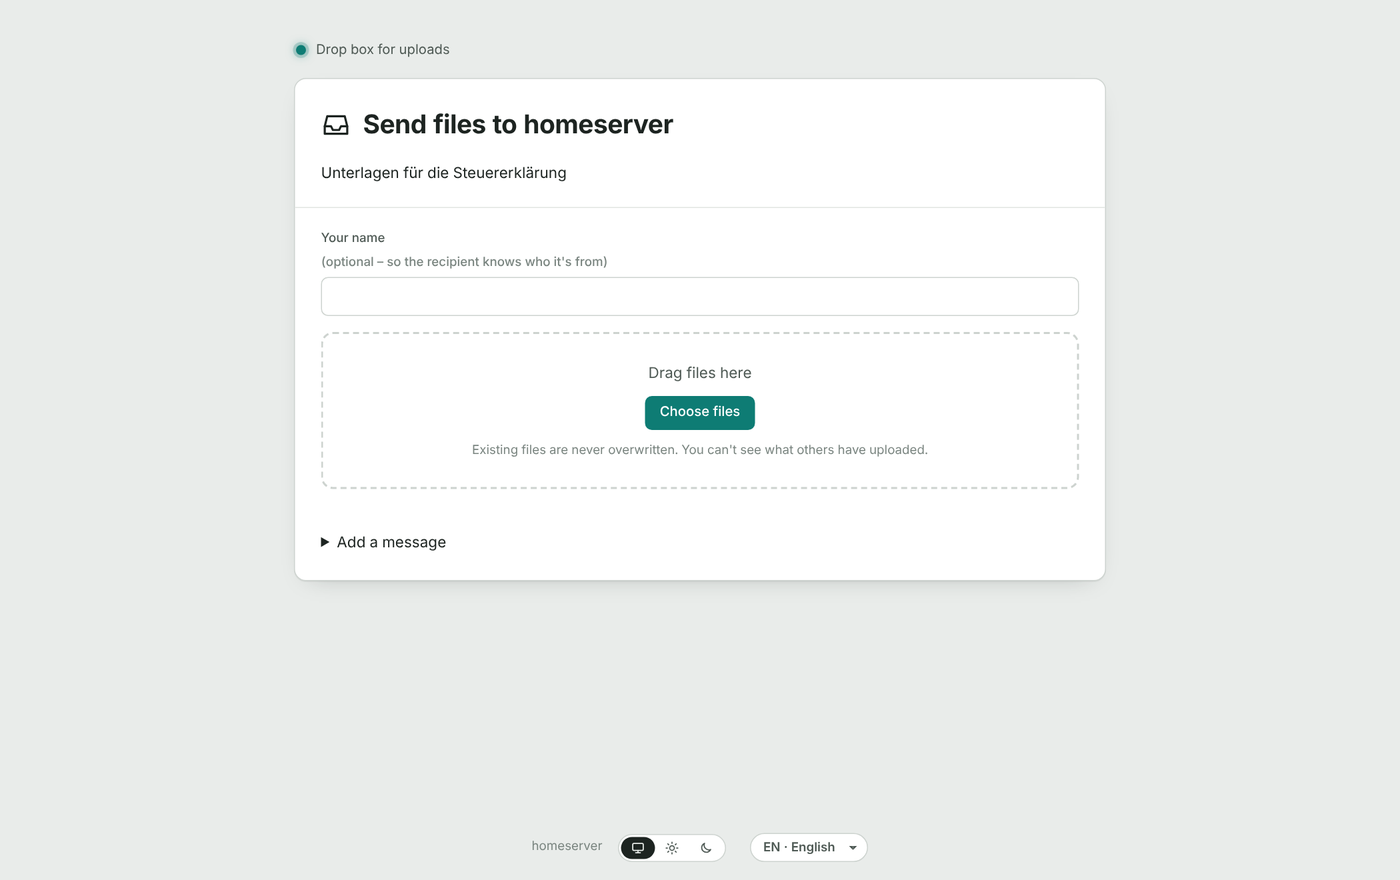 Drop box for uploads
Send files to homeserver
Unterlagen für die Steuererklärung
Your name
(optional – so the recipient knows who it's from)
Drag files here
Choose files
Existing files are never overwritten. You can't see what others have uploaded.
Add a message
homeserver
EN · English